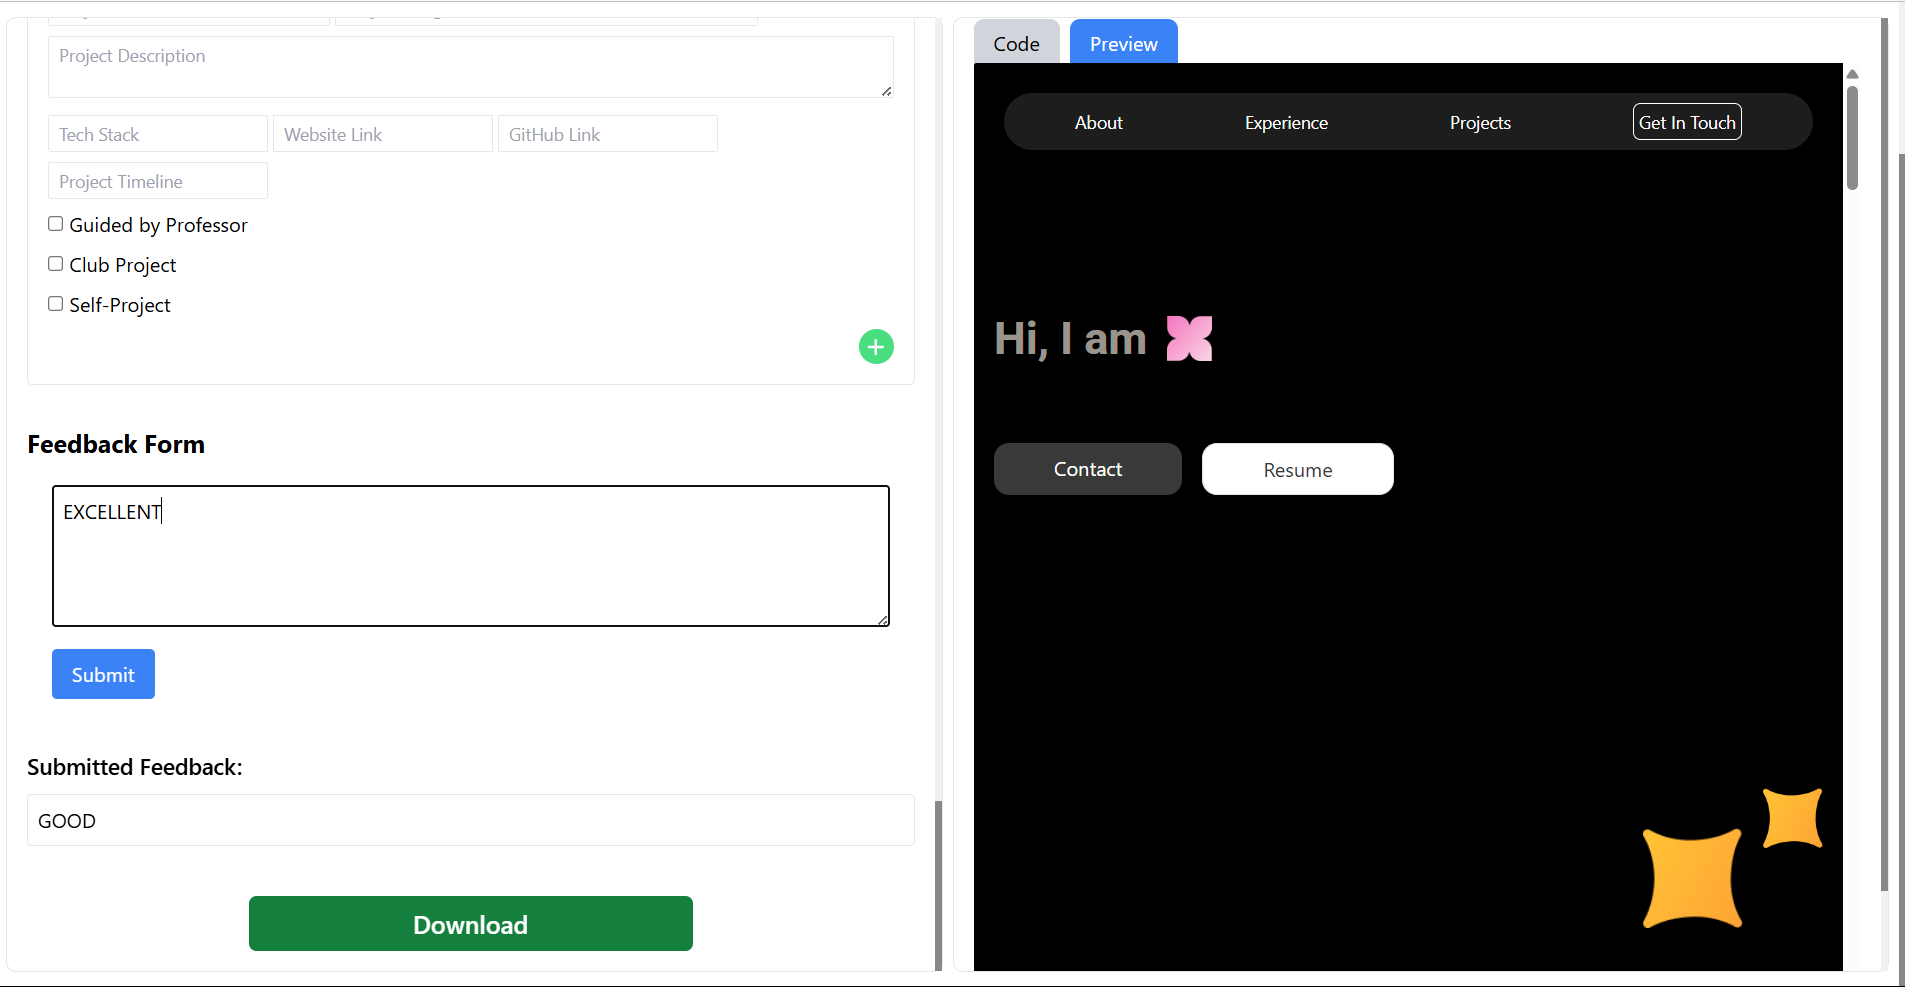 Project Description
Tech Stack
Website Link
GitHub Link
Project Timeline
Guided by Professor
Club Project
Self-Project
Feedback Form
EXCELLENT
Submit
Submitted Feedback:
GOOD
Download
Code
Preview
About
Experience
Projects
Get In Touch
Hi, I am
Contact
Resume